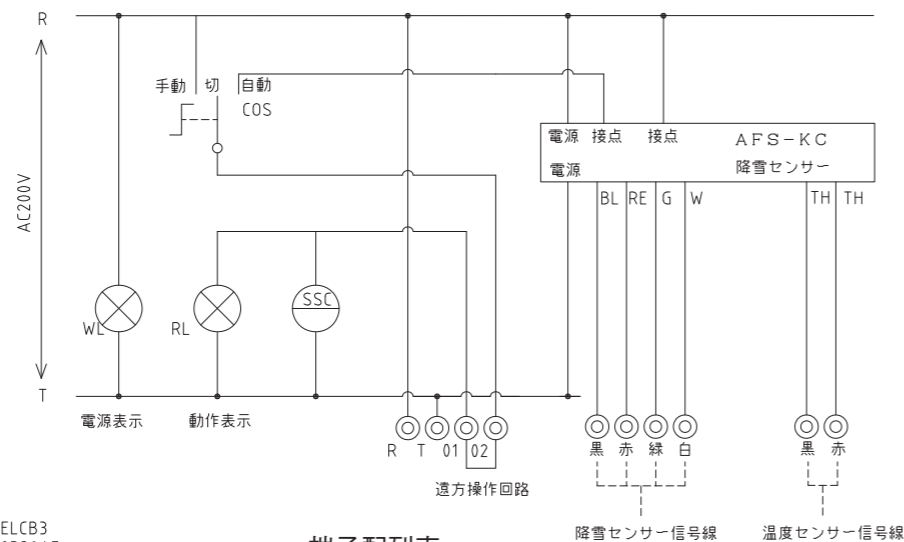 R
手動 切 自動
COS
電源 接点 接点 AFS-KC
電源 降雪センサー
BL RE G W TH TH
AC200V
WL RL SSC
T
電源表示 動作表示
R T 01 02 黒 赤 緑 白 黒 赤
遠方操作回路
降雪センサー信号線 温度センサー信号線
ELCB3